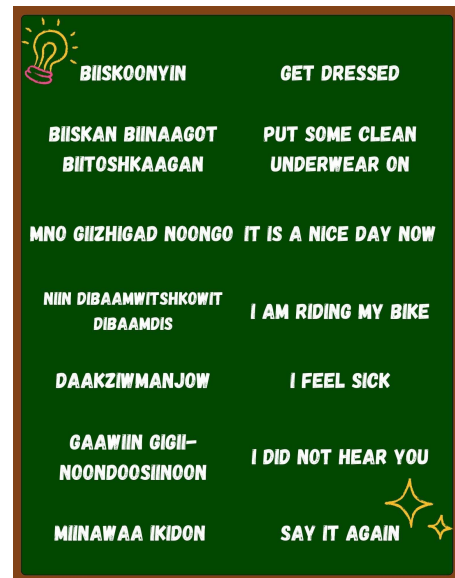 BIISKOONYIN GET DRESSED
BIISKAN BIINAAGOT PUT SOME CLEAN
BIITOSHKAAGAN UNDERWEAR ON
MNO GIIZHIGAD NOONGO IT IS A NICE DAY NOW
NIIN DIBAAMWITSHKOWIT
DIBAAMDIS
I AM RIDING MY BIKE
DAAKZIWMANJOW I FEEL SICK
GAAWIIN GIGII-
NOONDOOSIINOON
I DID NOT HEAR YOU
MIINAWAA IKIDON SAY IT AGAIN